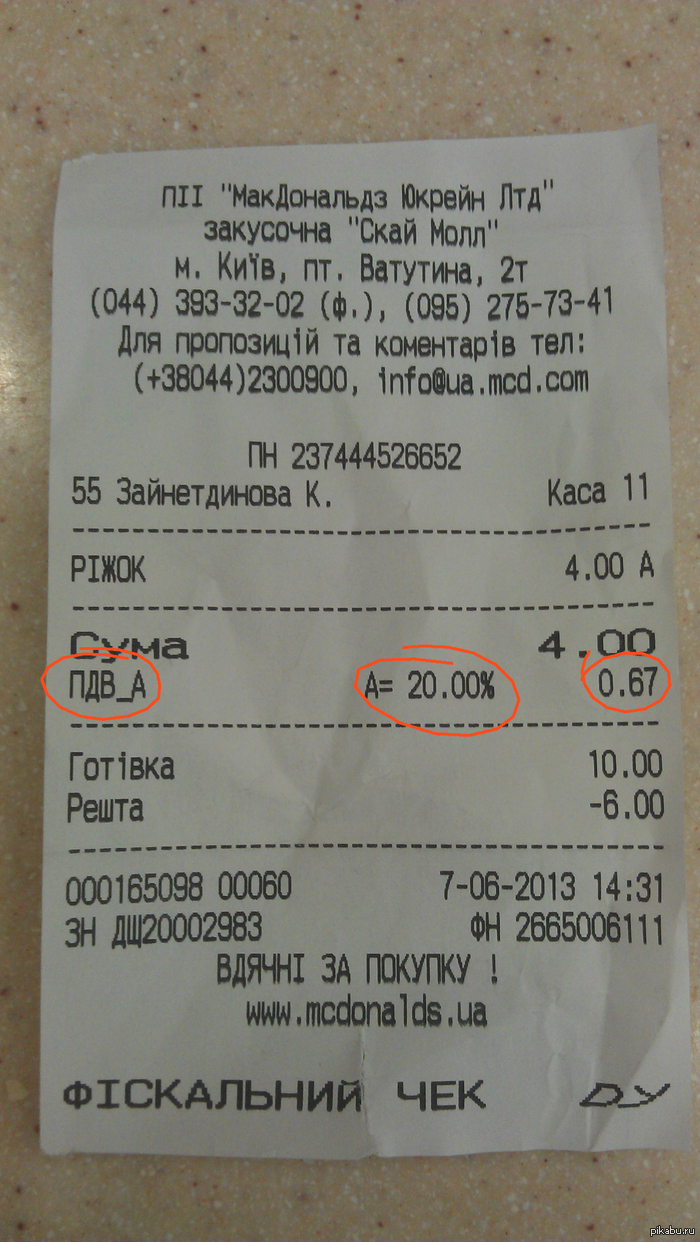 ПІІ "МакДональдз Юкрейн Лтд"
закусочна "Скай Молл"
м. Київ, пт. Ватутина, 2т
(044) 393-32-02 (ф.), (095) 275-73-41
Для пропозицій та коментарів тел:
(+38044)2300900, info@ua.mcd.com
ПН 237444526652
55 Зайнетдинова К. Каса 11
РІЖОК 4.00 А
Сума 4.00
ПДВ_А А= 20.00% 0.67
Готівка 10.00
Решта -6.00
000165098 00060 7-06-2013 14:31
ЗН ДЩ20002983 ФН 2665006111
ВДЯЧНІ ЗА ПОКУПКУ !
www.mcdonalds.ua
ФІСКАЛЬНИЙ ЧЕК
pikabu.ru